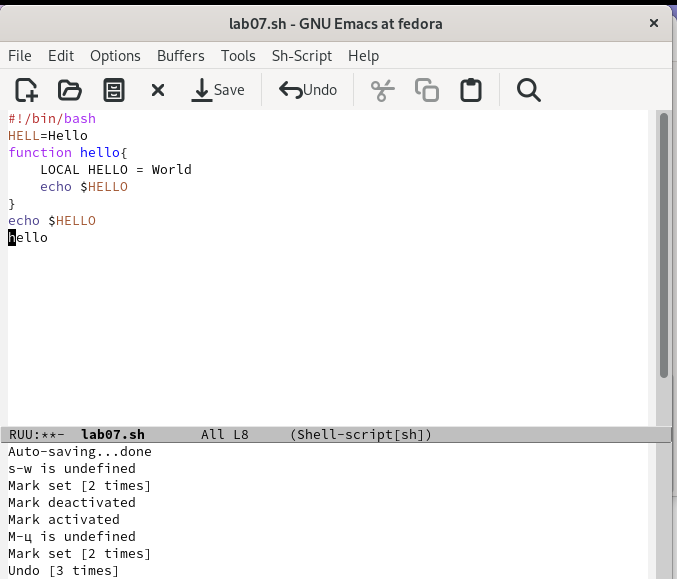 lab07.sh - GNU Emacs at fedora
File Edit Options Buffers Tools Sh-Script Help
Save Undo
#!/bin/bash
HELL=Hello
function hello{
    LOCAL HELLO = World
    echo $HELLO
}
echo $HELLO
hello
RUU:**-  lab07.sh       All L8     (Shell-script[sh])
Auto-saving...done
s-w is undefined
Mark set [2 times]
Mark deactivated
Mark activated
M-ц is undefined
Mark set [2 times]
Undo [3 times]